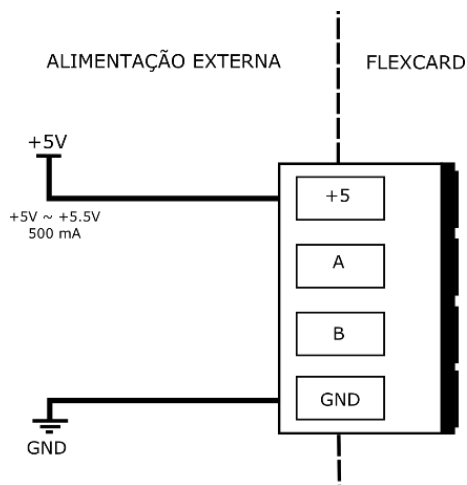 ALIMENTAÇÃO EXTERNA
FLEXCARD
+5V
+5V ~ +5.5V
500 mA
+5
A
B
GND
GND